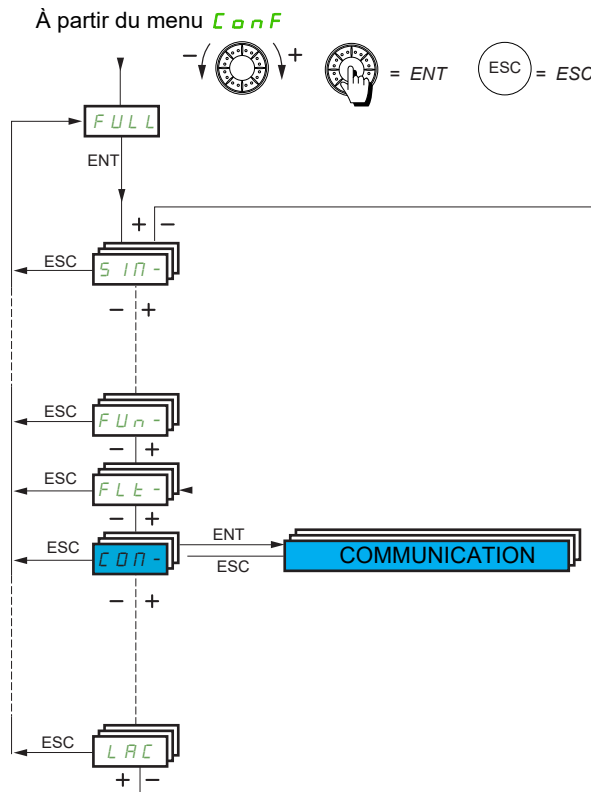 À partir du menu ConF
− + = ENT ESC = ESC
FULL
ENT
+ −
ESC SIM-
− +
ESC FUn-
− +
ESC FLt-
− +
ESC COM- ENT COMMUNICATION
ESC
− +
ESC LAC
+ −